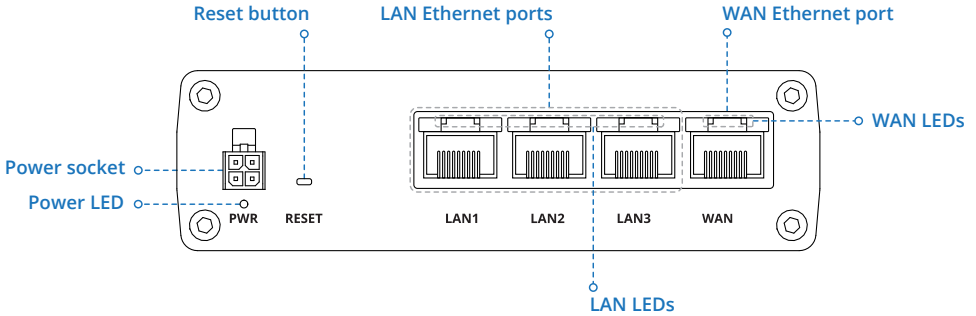 Reset button
LAN Ethernet ports
WAN Ethernet port
WAN LEDs
Power socket
Power LED
PWR
RESET
LAN1
LAN2
LAN3
WAN
LAN LEDs